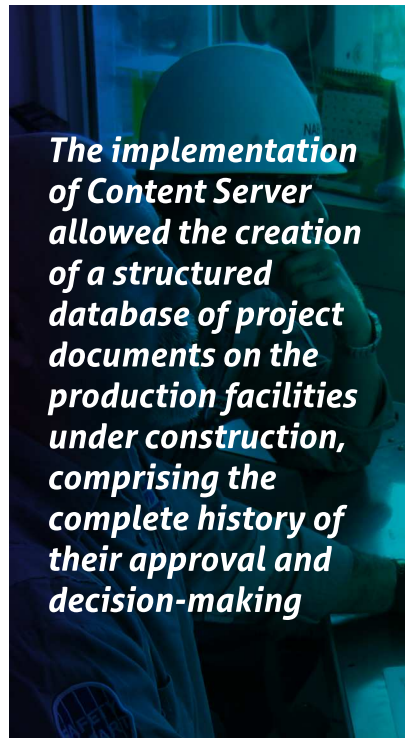 The implementation
of Content Server
allowed the creation
of a structured
database of project
documents on the
production facilities
under construction,
comprising the
complete history of
their approval and
decision-making
SAFETY